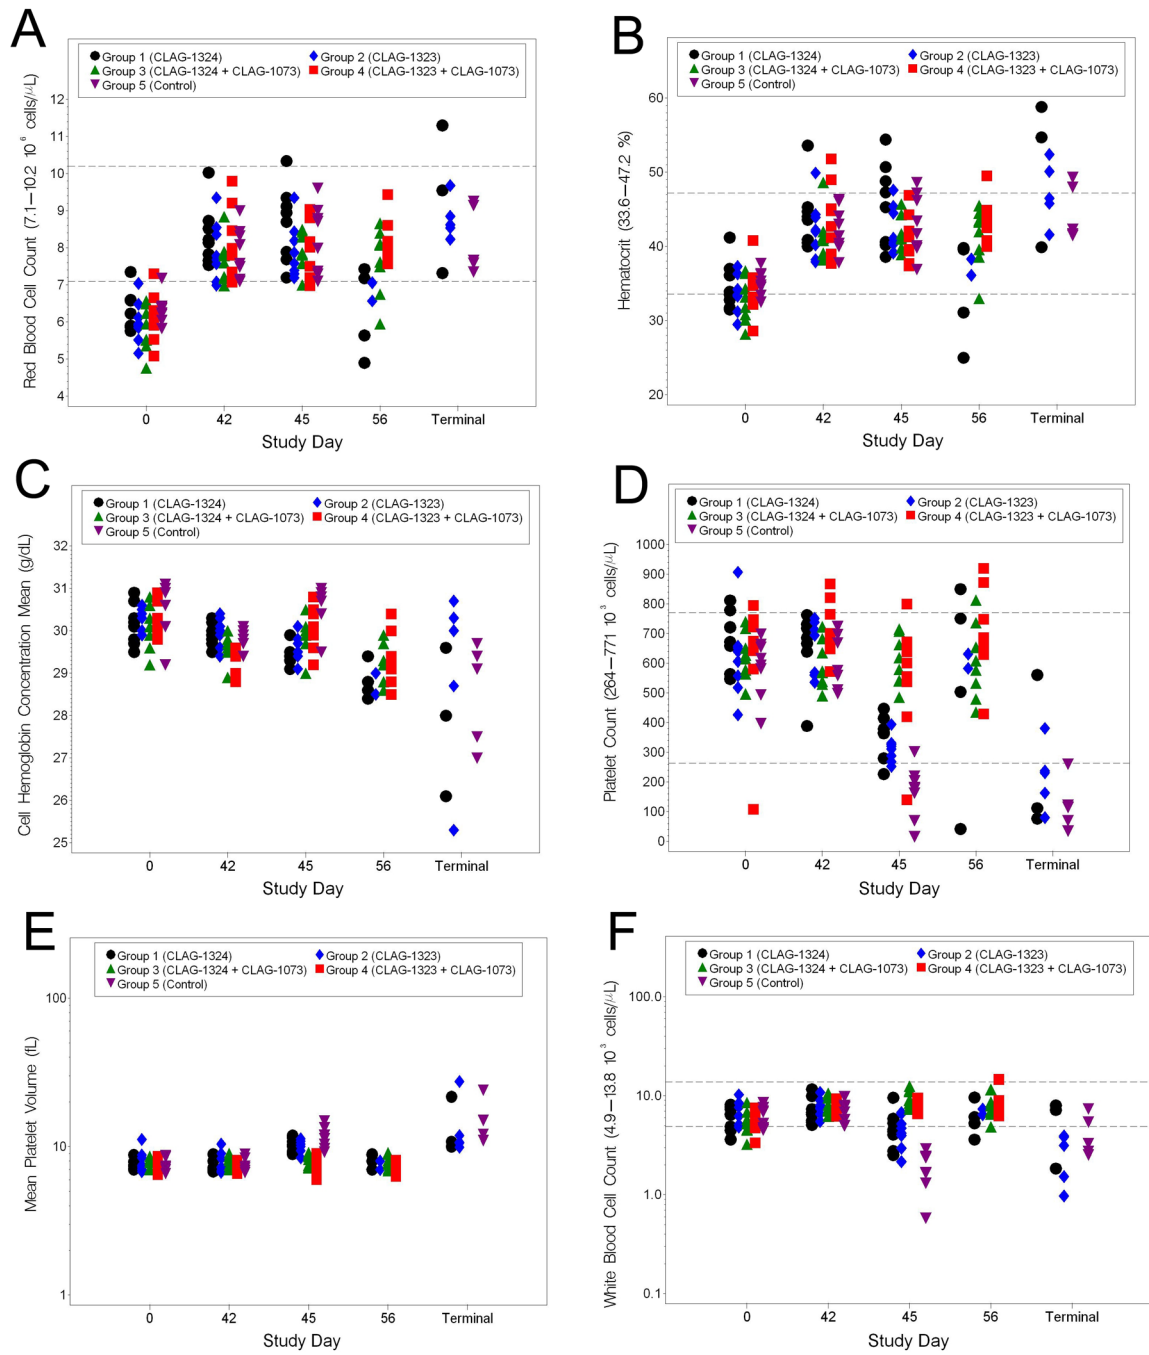 A
Group 1 (CLAG-1324) Group 2 (CLAG-1323)
Group 3 (CLAG-1324 + CLAG-1073) Group 4 (CLAG-1323 + CLAG-1073)
Group 5 (Control)
Red Blood Cell Count (7.1–10.2 10⁶ cells/μL)
12
11
10
9
8
7
6
5
4
0 42 45 56 Terminal
Study Day
B
Group 1 (CLAG-1324) Group 2 (CLAG-1323)
Group 3 (CLAG-1324 + CLAG-1073) Group 4 (CLAG-1323 + CLAG-1073)
Group 5 (Control)
Hematocrit (33.6–47.2 %)
60
50
40
30
20
0 42 45 56 Terminal
Study Day
C
Group 1 (CLAG-1324) Group 2 (CLAG-1323)
Group 3 (CLAG-1324 + CLAG-1073) Group 4 (CLAG-1323 + CLAG-1073)
Group 5 (Control)
Cell Hemoglobin Concentration Mean (g/dL)
32
31
30
29
28
27
26
25
0 42 45 56 Terminal
Study Day
D
Group 1 (CLAG-1324) Group 2 (CLAG-1323)
Group 3 (CLAG-1324 + CLAG-1073) Group 4 (CLAG-1323 + CLAG-1073)
Group 5 (Control)
Platelet Count (264–771 10³ cells/μL)
1000
900
800
700
600
500
400
300
200
100
0
0 42 45 56 Terminal
Study Day
E
Group 1 (CLAG-1324) Group 2 (CLAG-1323)
Group 3 (CLAG-1324 + CLAG-1073) Group 4 (CLAG-1323 + CLAG-1073)
Group 5 (Control)
Mean Platelet Volume (fL)
100
10
1
0 42 45 56 Terminal
Study Day
F
Group 1 (CLAG-1324) Group 2 (CLAG-1323)
Group 3 (CLAG-1324 + CLAG-1073) Group 4 (CLAG-1323 + CLAG-1073)
Group 5 (Control)
White Blood Cell Count (4.9–13.8 10³ cells/μL)
100.0
10.0
1.0
0.1
0 42 45 56 Terminal
Study Day